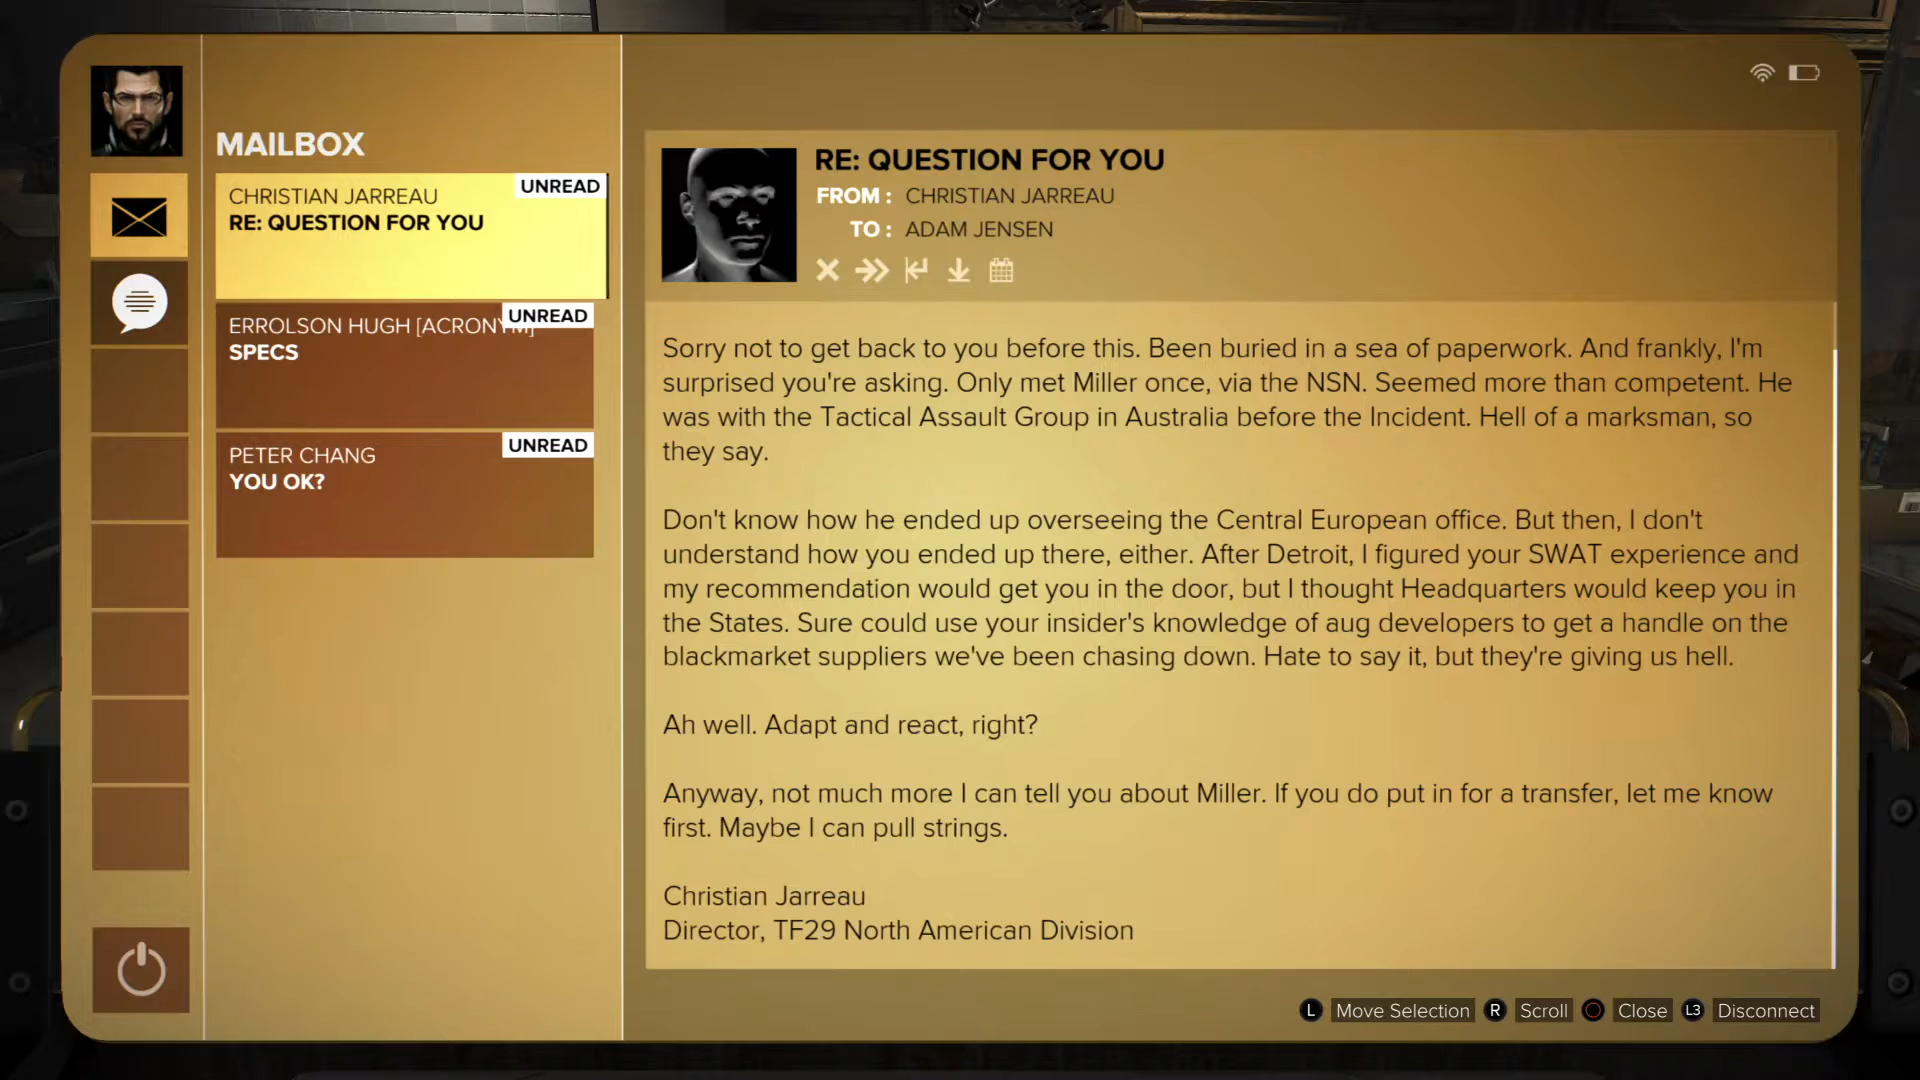 MAILBOX
CHRISTIAN JARREAU
UNREAD
RE: QUESTION FOR YOU
ERROLSON HUGH [ACRONYM]
UNREAD
SPECS
PETER CHANG
UNREAD
YOU OK?
RE: QUESTION FOR YOU
FROM : CHRISTIAN JARREAU
TO : ADAM JENSEN
Sorry not to get back to you before this. Been buried in a sea of paperwork. And frankly, I'm
surprised you're asking. Only met Miller once, via the NSN. Seemed more than competent. He
was with the Tactical Assault Group in Australia before the Incident. Hell of a marksman, so
they say.
Don't know how he ended up overseeing the Central European office. But then, I don't
understand how you ended up there, either. After Detroit, I figured your SWAT experience and
my recommendation would get you in the door, but I thought Headquarters would keep you in
the States. Sure could use your insider's knowledge of aug developers to get a handle on the
blackmarket suppliers we've been chasing down. Hate to say it, but they're giving us hell.
Ah well. Adapt and react, right?
Anyway, not much more I can tell you about Miller. If you do put in for a transfer, let me know
first. Maybe I can pull strings.
Christian Jarreau
Director, TF29 North American Division
L Move Selection R Scroll Close L3 Disconnect